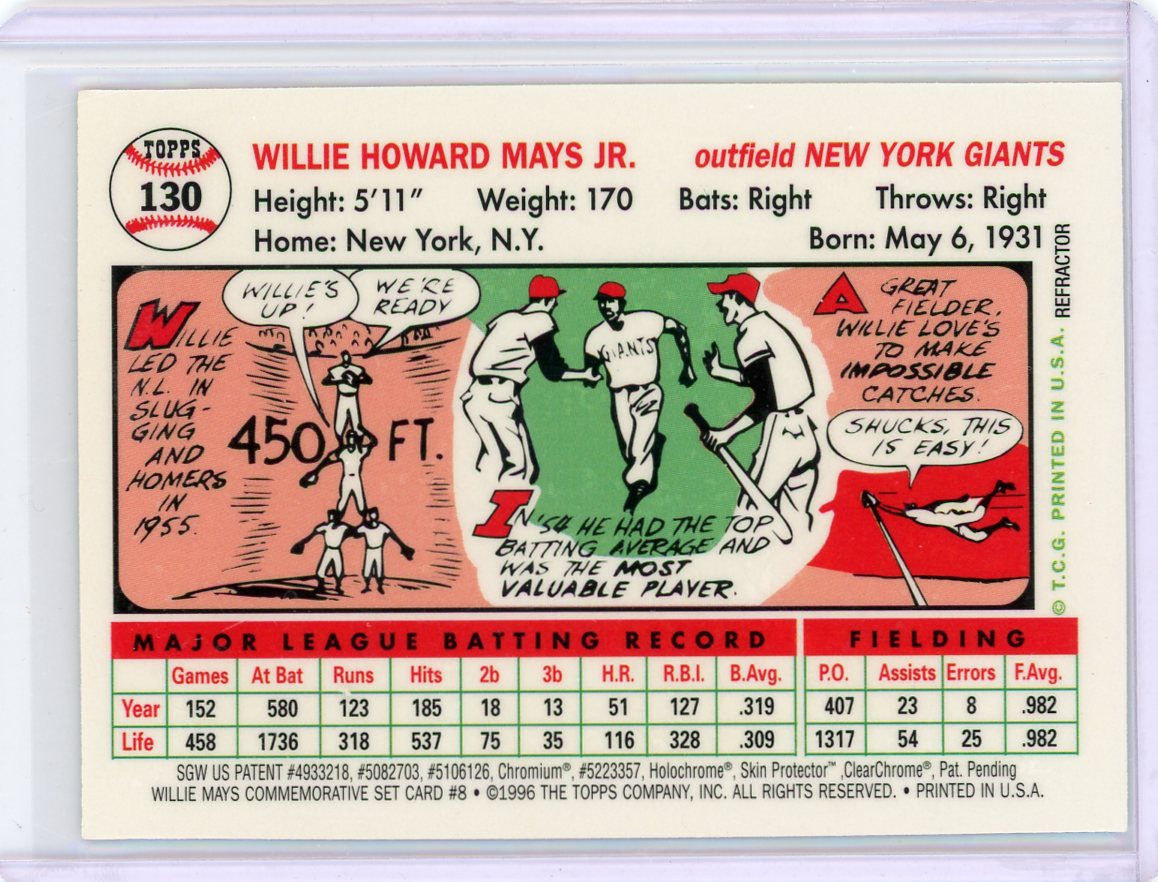 TOPPS
130
WILLIE HOWARD MAYS JR.
outfield NEW YORK GIANTS
Height: 5'11" Weight: 170 Bats: Right Throws: Right
Home: New York, N.Y. Born: May 6, 1931
REFRACTOR
© T.C.G. PRINTED IN U.S.A.
WILLIE
LED THE
N.L. IN
SLUG-
GING
AND
HOMERS
IN
1955.
WILLIE'S
UP!
WE'RE
READY
450 FT.
GIANTS
IN '54 HE HAD THE TOP
BATTING AVERAGE AND
WAS THE MOST
VALUABLE PLAYER.
A GREAT
FIELDER,
WILLIE LOVE'S
TO MAKE
IMPOSSIBLE
CATCHES.
SHUCKS, THIS
IS EASY!
MAJOR LEAGUE BATTING RECORD FIELDING
Games At Bat Runs Hits 2b 3b H.R. R.B.I. B.Avg. P.O. Assists Errors F.Avg.
Year 152 580 123 185 18 13 51 127 .319 407 23 8 .982
Life 458 1736 318 537 75 35 116 328 .309 1317 54 25 .982
SGW US PATENT #4933218, #5082703, #5106126, Chromium®, #5223357, Holochrome®, Skin Protector™ ,ClearChrome®, Pat. Pending
WILLIE MAYS COMMEMORATIVE SET CARD #8 • ©1996 THE TOPPS COMPANY, INC. ALL RIGHTS RESERVED. • PRINTED IN U.S.A.